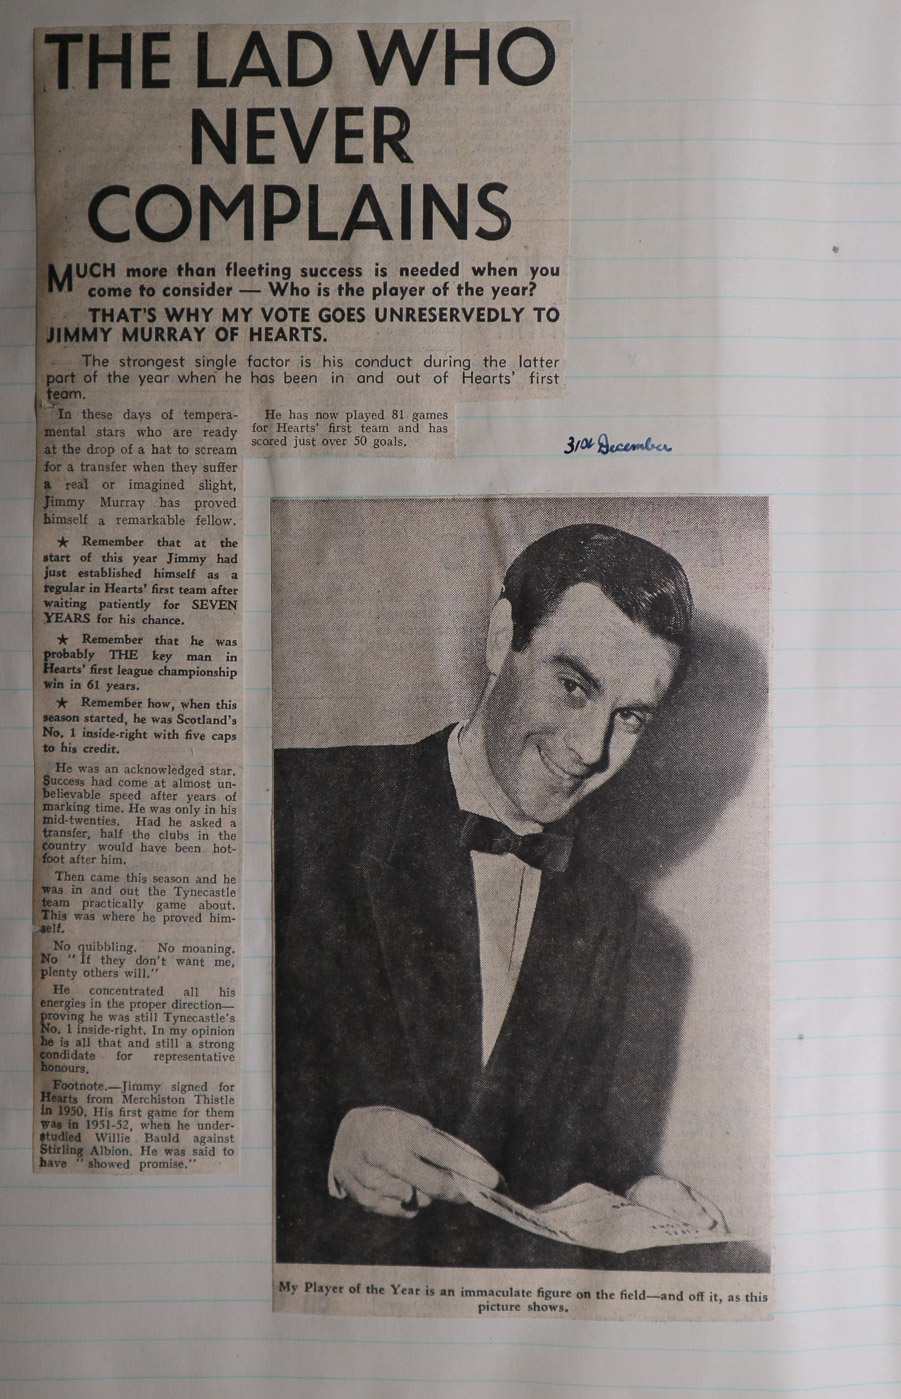 THE LAD WHO
NEVER
COMPLAINS
MUCH more than fleeting success is needed when you
come to consider — Who is the player of the year?
THAT'S WHY MY VOTE GOES UNRESERVEDLY TO
JIMMY MURRAY OF HEARTS.
The strongest single factor is his conduct during the latter
part of the year when he has been in and out of Hearts' first
team.
In these days of tempera-
mental stars who are ready
at the drop of a hat to scream
for a transfer when they suffer
a real or imagined slight,
Jimmy Murray has proved
himself a remarkable fellow.
★ Remember that at the
start of this year Jimmy had
just established himself as a
regular in Hearts' first team after
waiting patiently for SEVEN
YEARS for his chance.
★ Remember that he was
probably THE key man in
Hearts' first league championship
win in 61 years.
★ Remember how, when this
season started, he was Scotland's
No. 1 inside-right with five caps
to his credit.
He was an acknowledged star.
Success had come at almost un-
believable speed after years of
marking time. He was only in his
mid-twenties. Had he asked a
transfer, half the clubs in the
country would have been hot-
foot after him.
Then came this season and he
was in and out the Tynecastle
team practically game about.
This was where he proved him-
self.
No quibbling. No moaning.
No "If they don't want me,
plenty others will."
He concentrated all his
energies in the proper direction—
proving he was still Tynecastle's
No. 1 inside-right. In my opinion
he is all that and still a strong
candidate for representative
honours.
Footnote.—Jimmy signed for
Hearts from Merchiston Thistle
in 1950. His first game for them
was in 1951-52, when he under-
studied Willie Bauld against
Stirling Albion. He was said to
have "showed promise."
He has now played 81 games
for Hearts' first team and has
scored just over 50 goals.
31st December
My Player of the Year is an immaculate figure on the field—and off it, as this
picture shows.